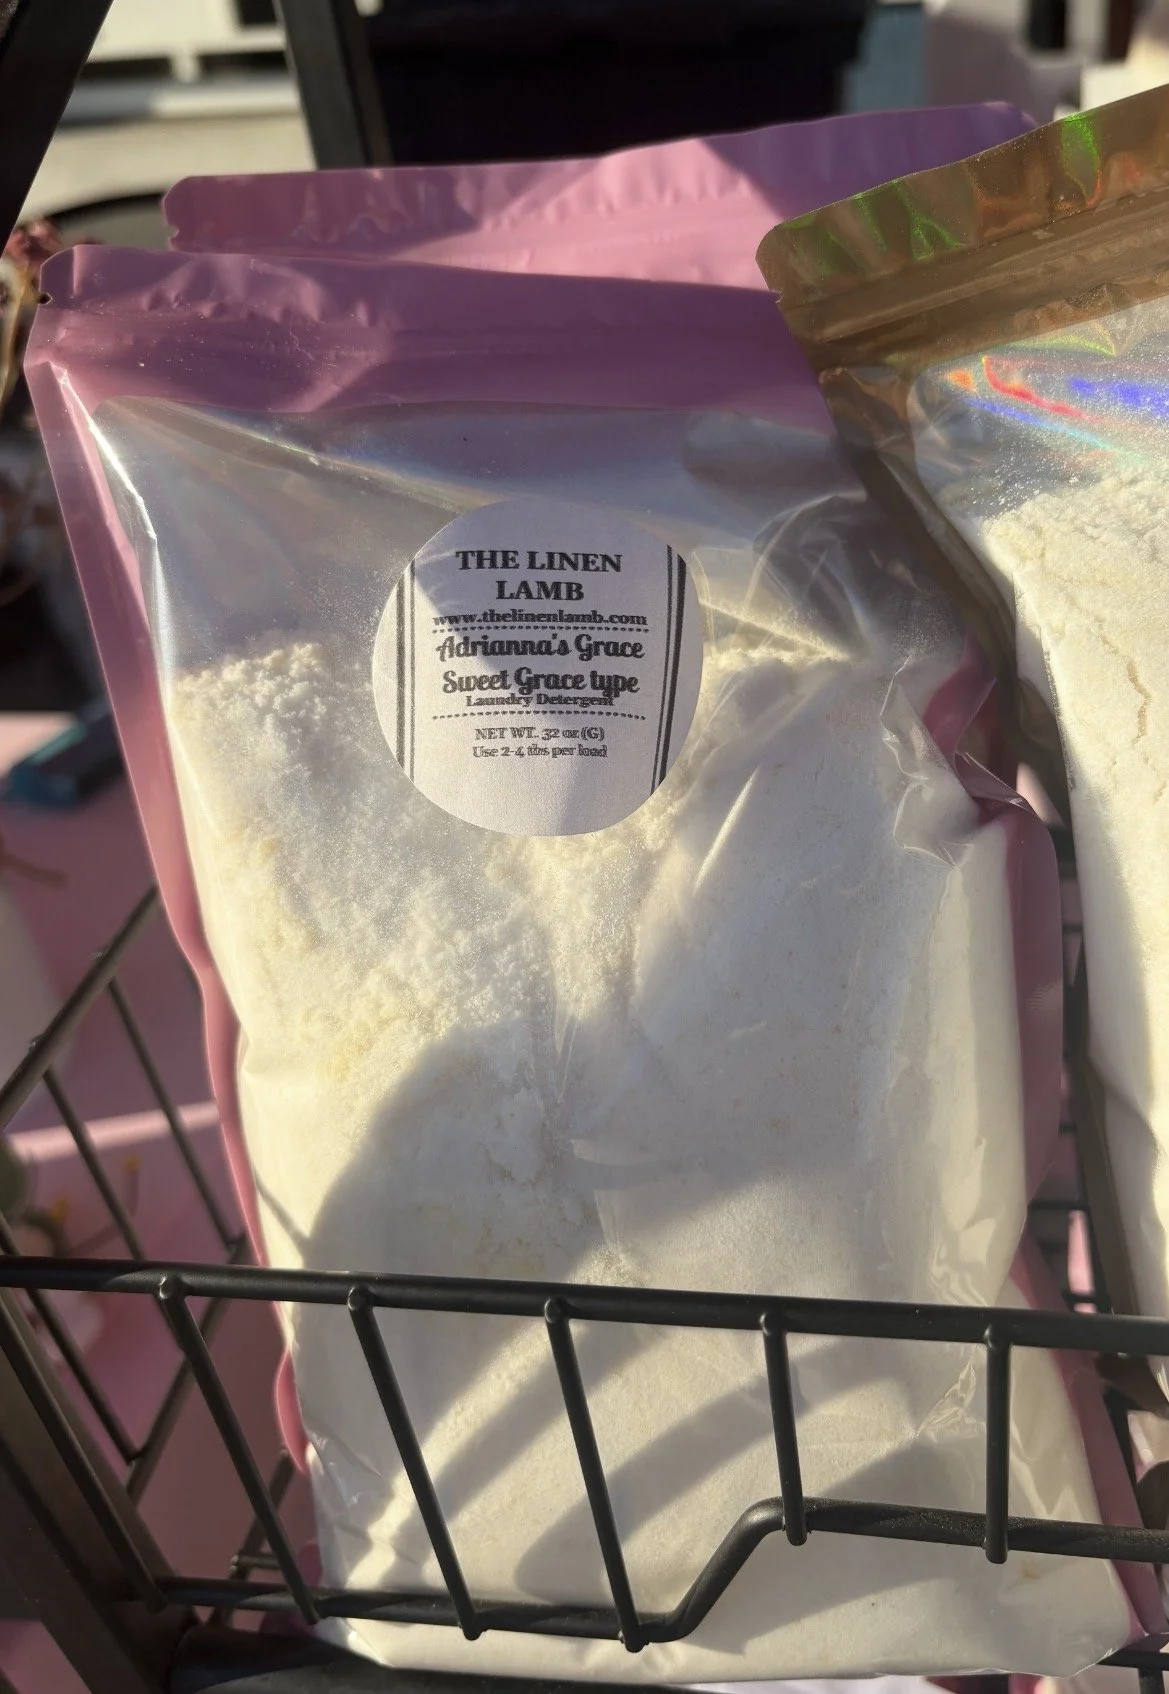 THE LINEN
LAMB
www.thelinenlamb.com
Adrianna's Grace
Sweet Grace type
Laundry Detergent
NET WT. 32 oz (G)
Use 2-4 tbs per load